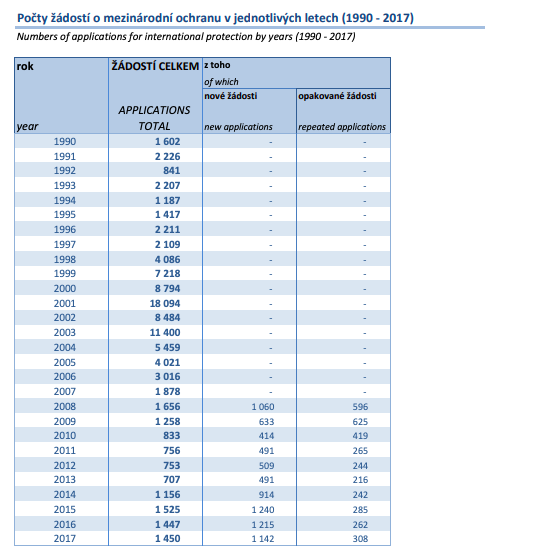 Počty žádostí o mezinárodní ochranu v jednotlivých letech (1990 - 2017)
Numbers of applications for international protection by years (1990 - 2017)
rok ŽÁDOSTÍ CELKEM z toho
of which
nové žádosti opakované žádosti
APPLICATIONS
year TOTAL new applications repeated applications
1990 1 602 - -
1991 2 226 - -
1992 841 - -
1993 2 207 - -
1994 1 187 - -
1995 1 417 - -
1996 2 211 - -
1997 2 109 - -
1998 4 086 - -
1999 7 218 - -
2000 8 794 - -
2001 18 094 - -
2002 8 484 - -
2003 11 400 - -
2004 5 459 - -
2005 4 021 - -
2006 3 016 - -
2007 1 878 - -
2008 1 656 1 060 596
2009 1 258 633 625
2010 833 414 419
2011 756 491 265
2012 753 509 244
2013 707 491 216
2014 1 156 914 242
2015 1 525 1 240 285
2016 1 447 1 215 262
2017 1 450 1 142 308